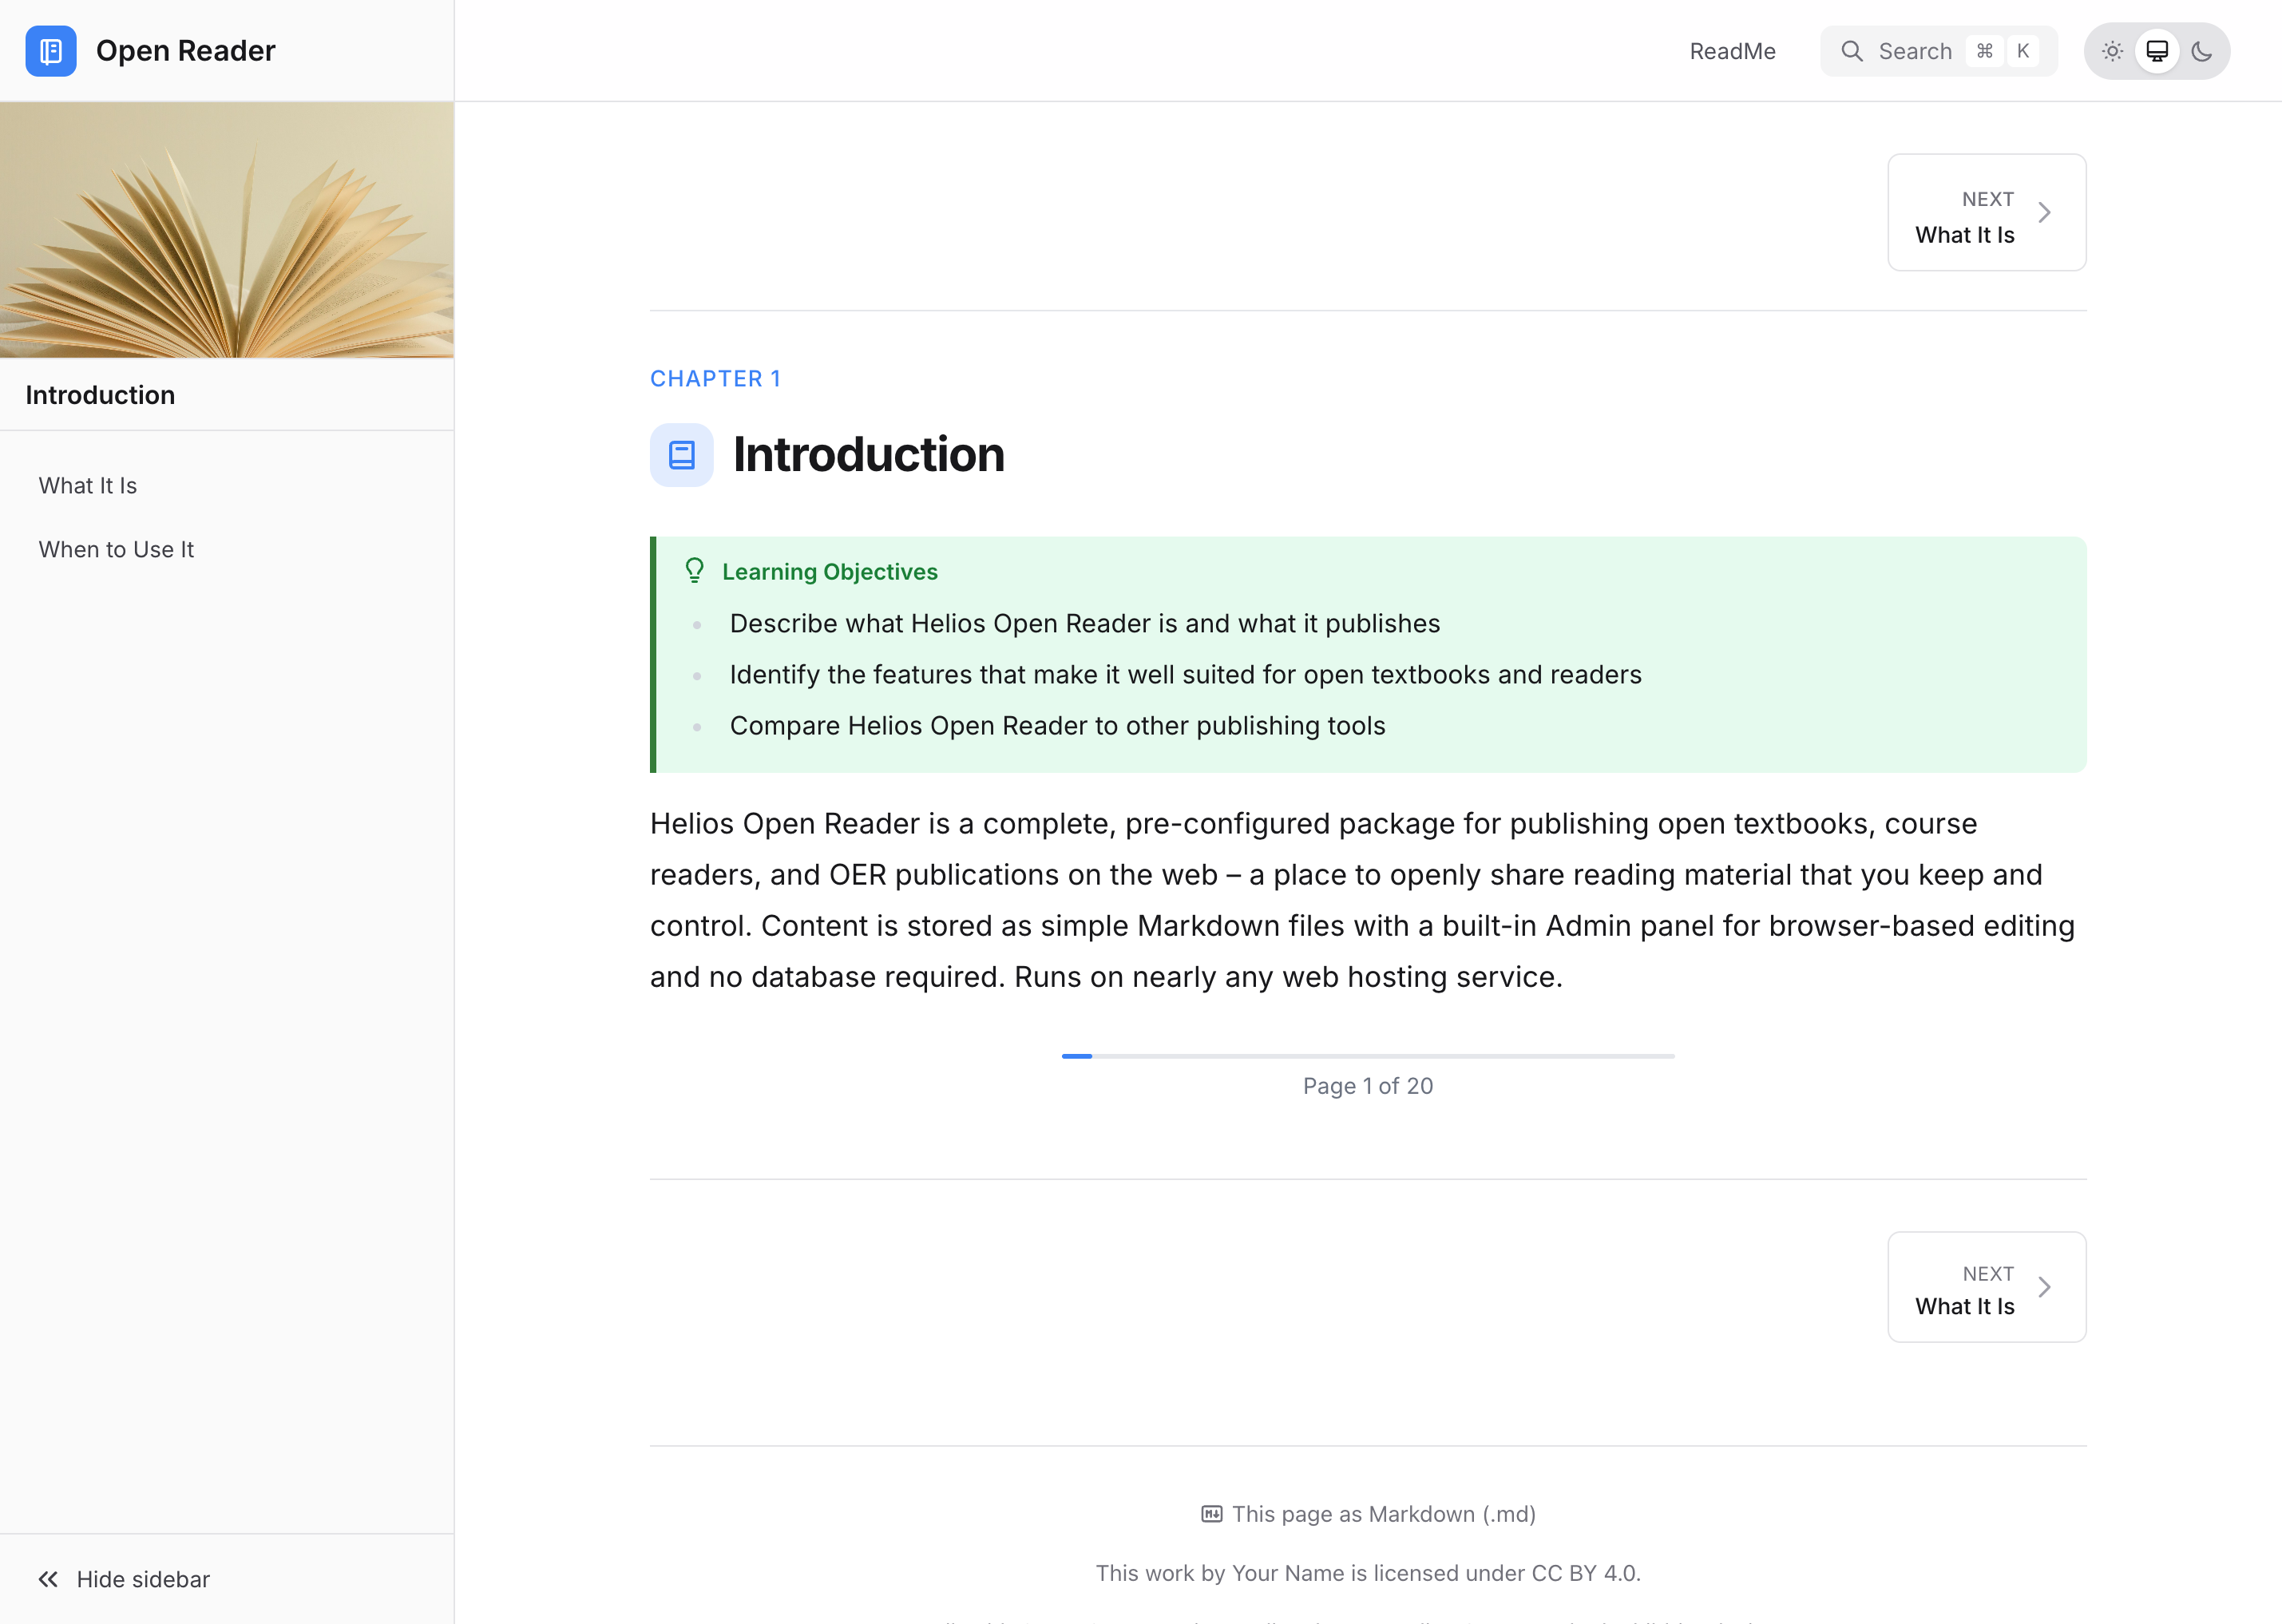 Open Reader
ReadMe
Search ⌘ K
Introduction
What It Is
When to Use It
Hide sidebar
NEXT
What It Is
CHAPTER 1
Introduction
Learning Objectives
Describe what Helios Open Reader is and what it publishes
Identify the features that make it well suited for open textbooks and readers
Compare Helios Open Reader to other publishing tools
Helios Open Reader is a complete, pre-configured package for publishing open textbooks, course
readers, and OER publications on the web – a place to openly share reading material that you keep and
control. Content is stored as simple Markdown files with a built-in Admin panel for browser-based editing
and no database required. Runs on nearly any web hosting service.
Page 1 of 20
NEXT
What It Is
This page as Markdown (.md)
This work by Your Name is licensed under CC BY 4.0.